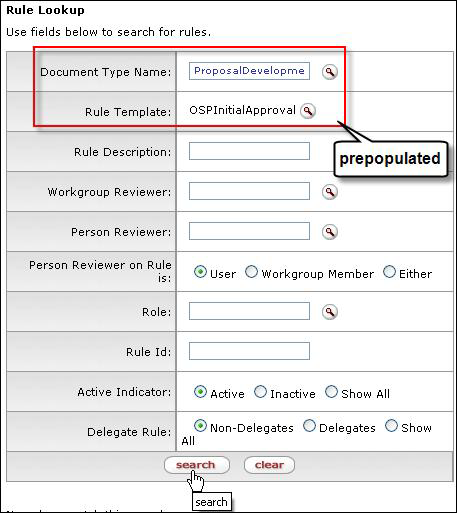 Rule Lookup
Use fields below to search for rules.
Document Type Name: ProposalDevelopme
Rule Template: OSPInitialApproval
prepopulated
Rule Description:
Workgroup Reviewer:
Person Reviewer:
Person Reviewer on Rule
is: User Workgroup Member Either
Role:
Rule Id:
Active Indicator: Active Inactive Show All
Delegate Rule: Non-Delegates Delegates Show
All
search clear
search